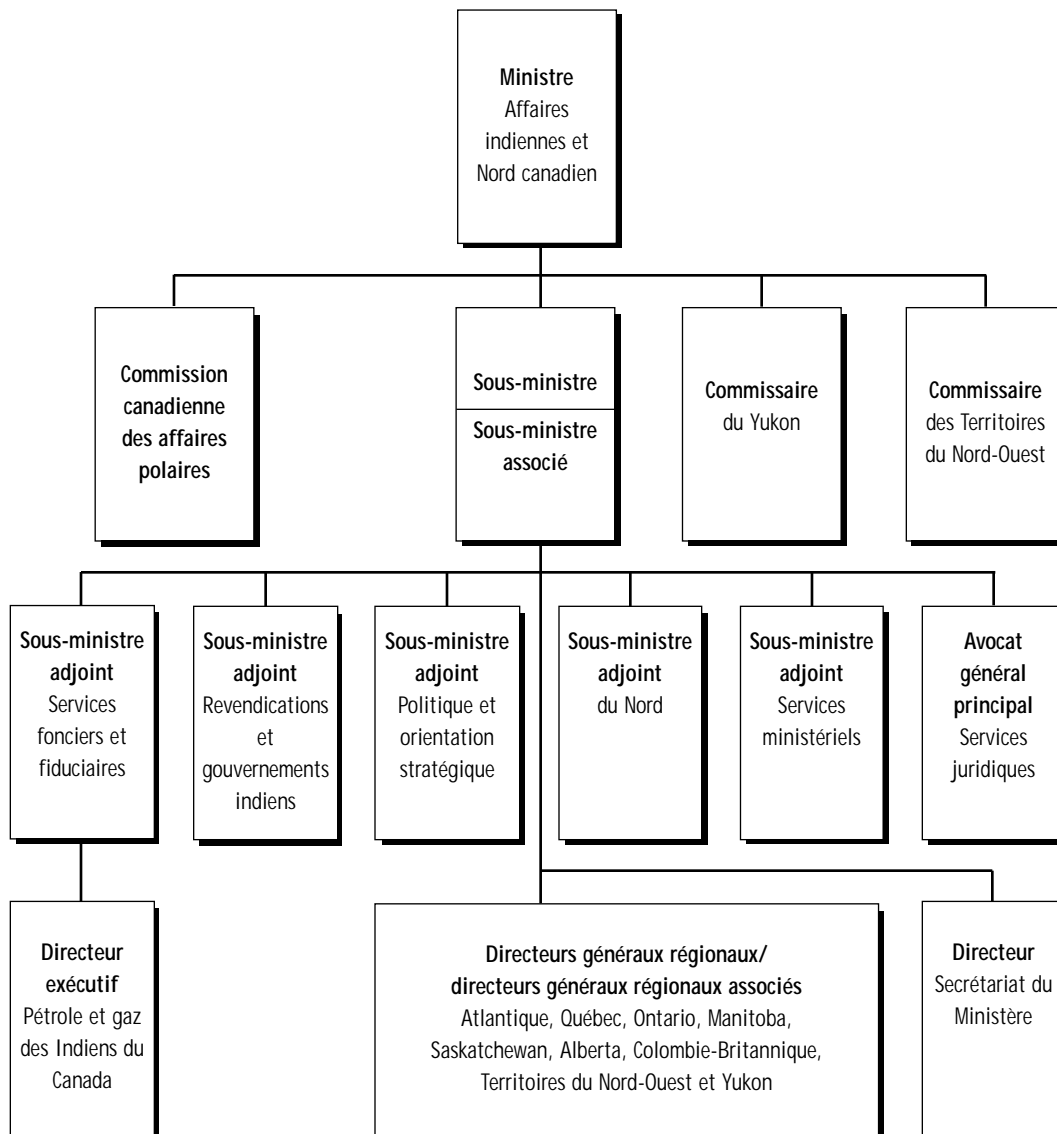 Ministre
Affaires
indiennes et
Nord canadien
Commission
canadienne
des affaires
polaires
Sous-ministre
Sous-ministre
associé
Commissaire
du Yukon
Commissaire
des Territoires
du Nord-Ouest
Sous-ministre
adjoint
Services
fonciers et
fiduciaires
Sous-ministre
adjoint
Revendications
et
gouvernements
indiens
Sous-ministre
adjoint
Politique et
orientation
stratégique
Sous-ministre
adjoint
du Nord
Sous-ministre
adjoint
Services
ministériels
Avocat
général
principal
Services
juridiques
Directeur
exécutif
Pétrole et gaz
des Indiens du
Canada
Directeurs généraux régionaux/
directeurs généraux régionaux associés
Atlantique, Québec, Ontario, Manitoba,
Saskatchewan, Alberta, Colombie-Britannique,
Territoires du Nord-Ouest et Yukon
Directeur
Secrétariat du
Ministère